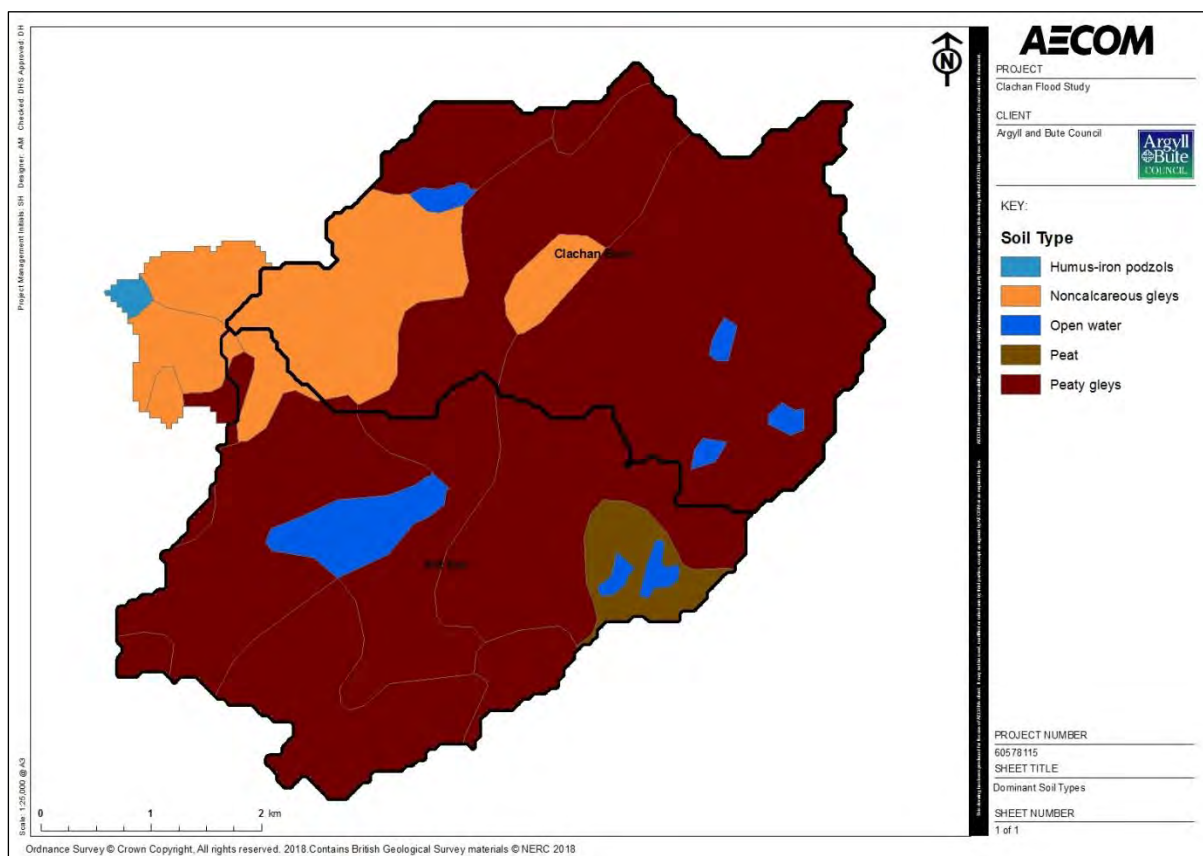 Project Management Initials: SH Designer: AM Checked: DHS Approved: DH
Scale: 1:25,000 @ A3
N
Clachan
0 1 2 km
Ordnance Survey © Crown Copyright, All rights reserved. 2018.Contains British Geological Survey materials © NERC 2018
AECOM
PROJECT
Clachan Flood Study
CLIENT
Argyll and Bute Council
Argyll
Bute
COUNCIL
KEY:
Soil Type
Humus-iron podzols
Noncalcareous gleys
Open water
Peat
Peaty gleys
PROJECT NUMBER
60578115
SHEET TITLE
Dominant Soil Types
SHEET NUMBER
1 of 1